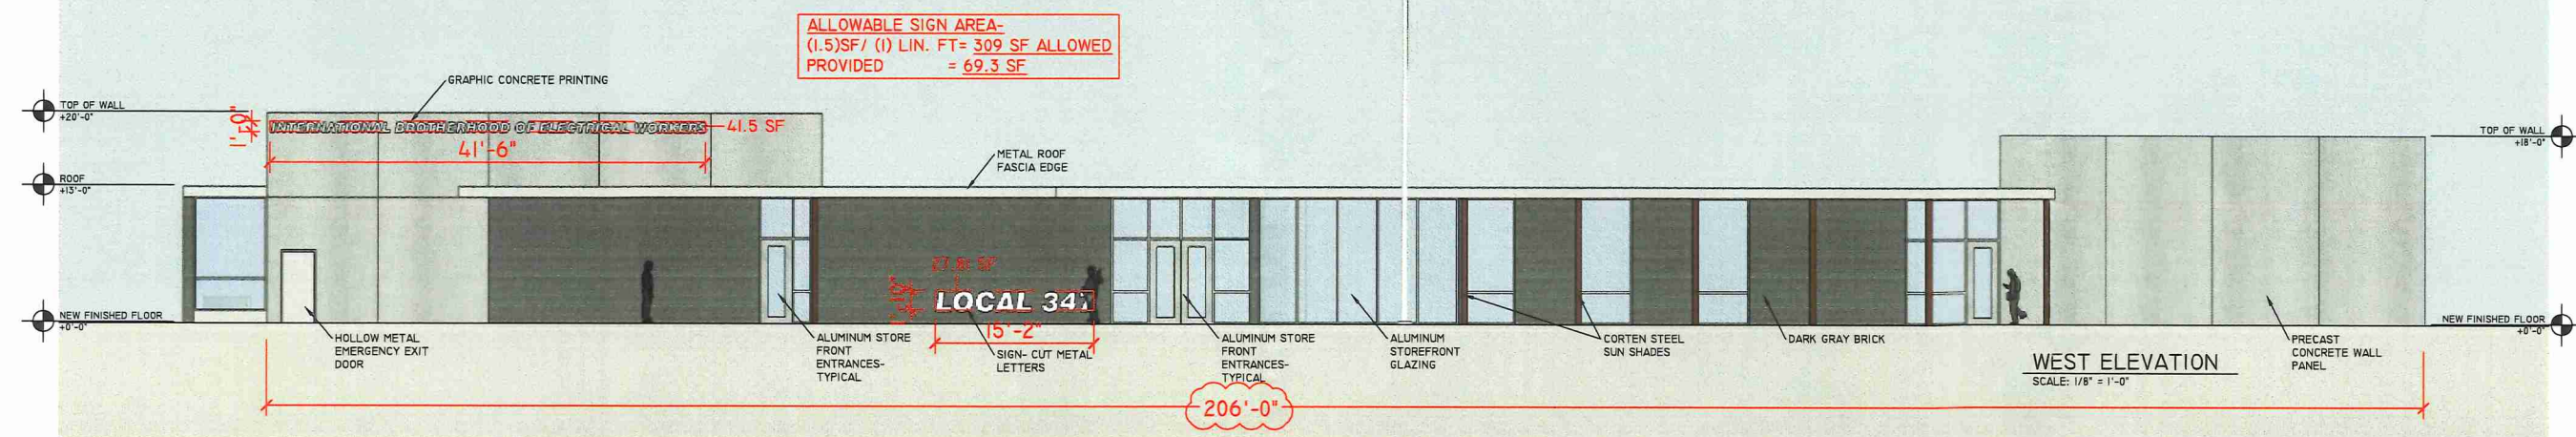 ALLOWABLE SIGN AREA-
(1.5)SF/ (1) LIN. FT= 309 SF ALLOWED
PROVIDED = 69.3 SF
GRAPHIC CONCRETE PRINTING
TOP OF WALL
+20'-0"
1'-0"
INTERNATIONAL BROTHERHOOD OF ELECTRICAL WORKERS
41.5 SF
41'-6"
METAL ROOF
FASCIA EDGE
TOP OF WALL
+18'-0"
ROOF
+13'-0"
27.8 SF
LOCAL 347
15'-2"
NEW FINISHED FLOOR
+0'-0"
NEW FINISHED FLOOR
+0'-0"
HOLLOW METAL
EMERGENCY EXIT
DOOR
ALUMINUM STORE
FRONT
ENTRANCES-
TYPICAL
SIGN- CUT METAL
LETTERS
ALUMINUM STORE
FRONT
ENTRANCES-
TYPICAL
ALUMINUM
STOREFRONT
GLAZING
CORTEN STEEL
SUN SHADES
DARK GRAY BRICK
PRECAST
CONCRETE WALL
PANEL
WEST ELEVATION
SCALE: 1/8" = 1'-0"
206'-0"